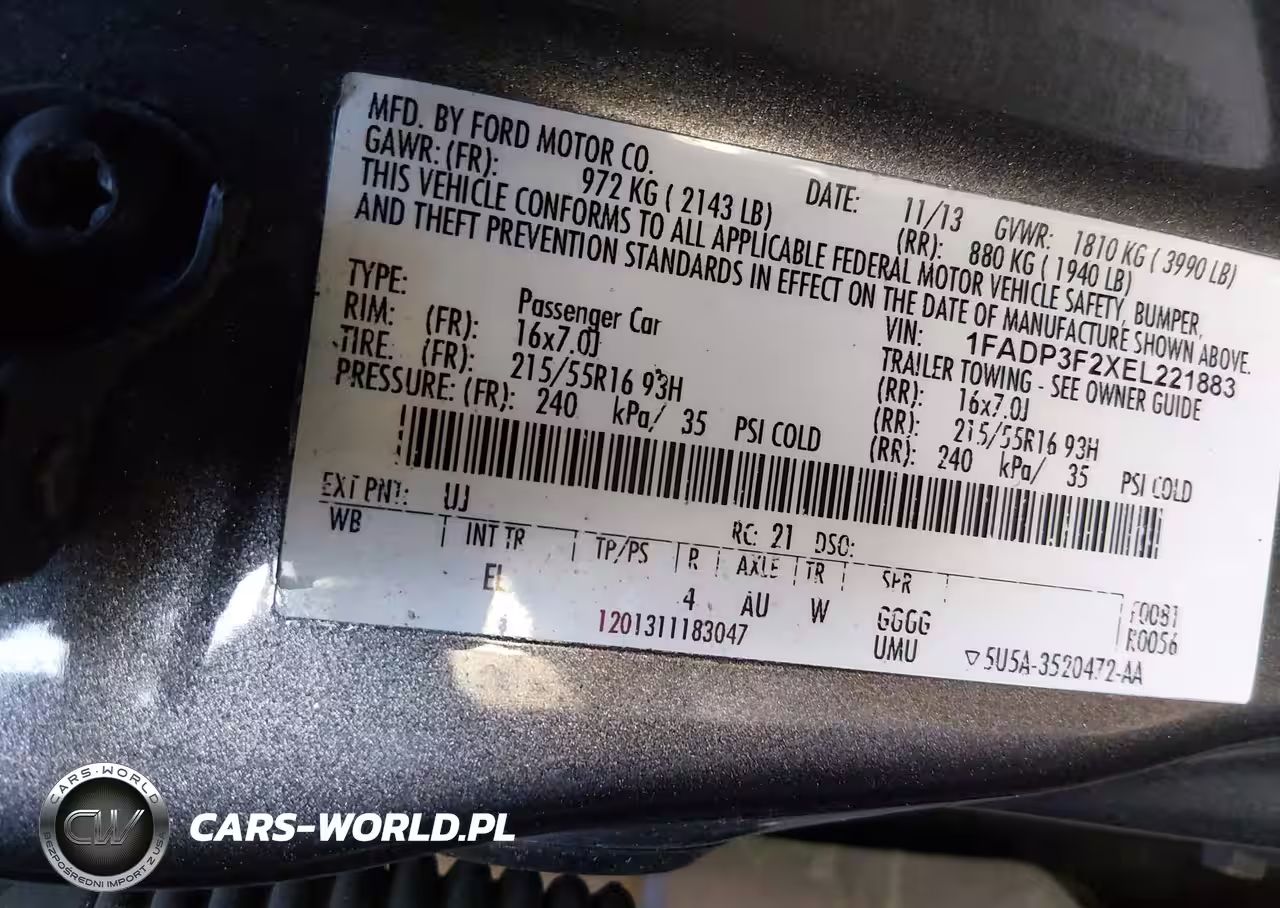 MFD. BY FORD MOTOR CO. DATE: 11/13 GVWR: 1810 KG ( 3990 LB)
GAWR: (FR): 972 KG ( 2143 LB) (RR): 880 KG ( 1940 LB)
THIS VEHICLE CONFORMS TO ALL APPLICABLE FEDERAL MOTOR VEHICLE SAFETY, BUMPER,
AND THEFT PREVENTION STANDARDS IN EFFECT ON THE DATE OF MANUFACTURE SHOWN ABOVE.
VIN: 1FADP3F2XEL221883
TYPE: Passenger Car TRAILER TOWING - SEE OWNER GUIDE
RIM: (FR): 16x7.0J (RR): 16x7.0J
TIRE: (FR): 215/55R16 93H (RR): 215/55R16 93H
PRESSURE: (FR): 240 kPa/ 35 PSI COLD (RR): 240 kPa/ 35 PSI COLD
EXT PNT: UJ RC: 21 DSO:
WB INT TR TP/PS R AXLE TR SPR
EL 4 AU W GGGG F0081
1201311183047 UMU R0056
▽5U5A-3520472-AA
CARS-WORLD
CW
BEZPOŚREDNI IMPORT Z USA
CARS-WORLD.PL